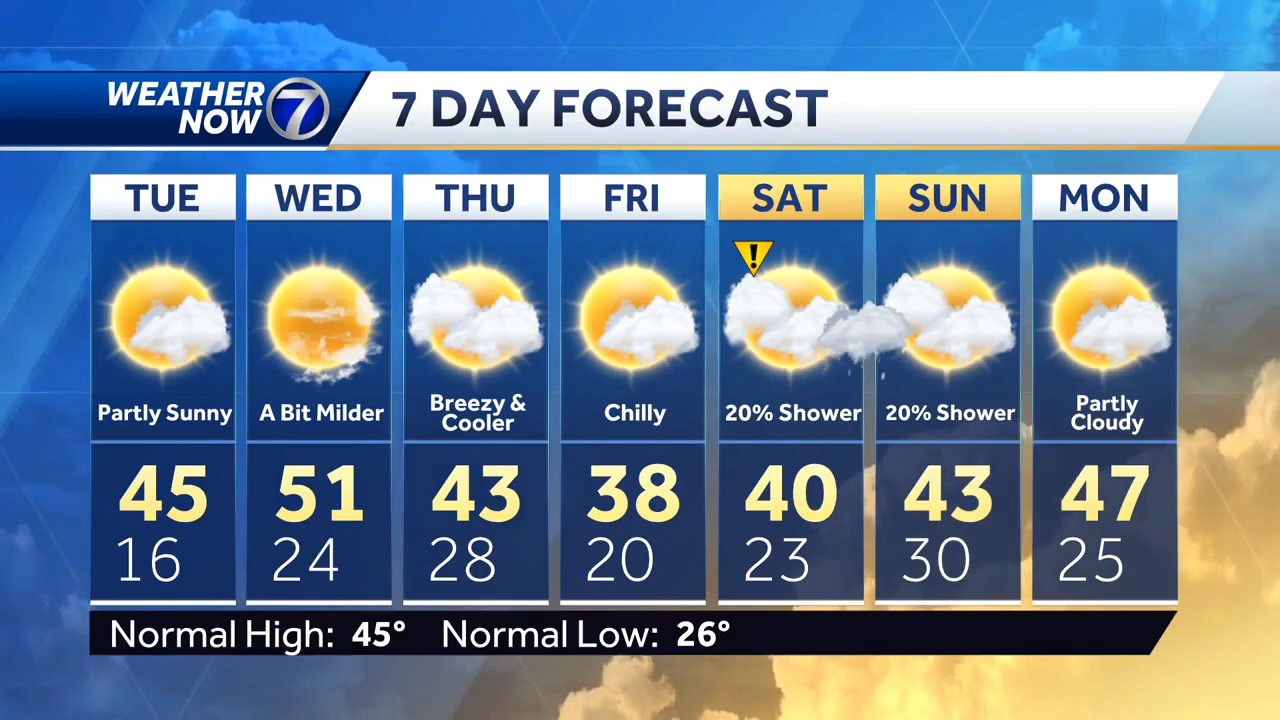 WEATHER
NOW
7
7 DAY FORECAST
TUE WED THU FRI SAT SUN MON
!
Partly Sunny
A Bit Milder
Breezy &
Cooler
Chilly
20% Shower
20% Shower
Partly
Cloudy
45 51 43 38 40 43 47
16 24 28 20 23 30 25
Normal High: 45° Normal Low: 26°